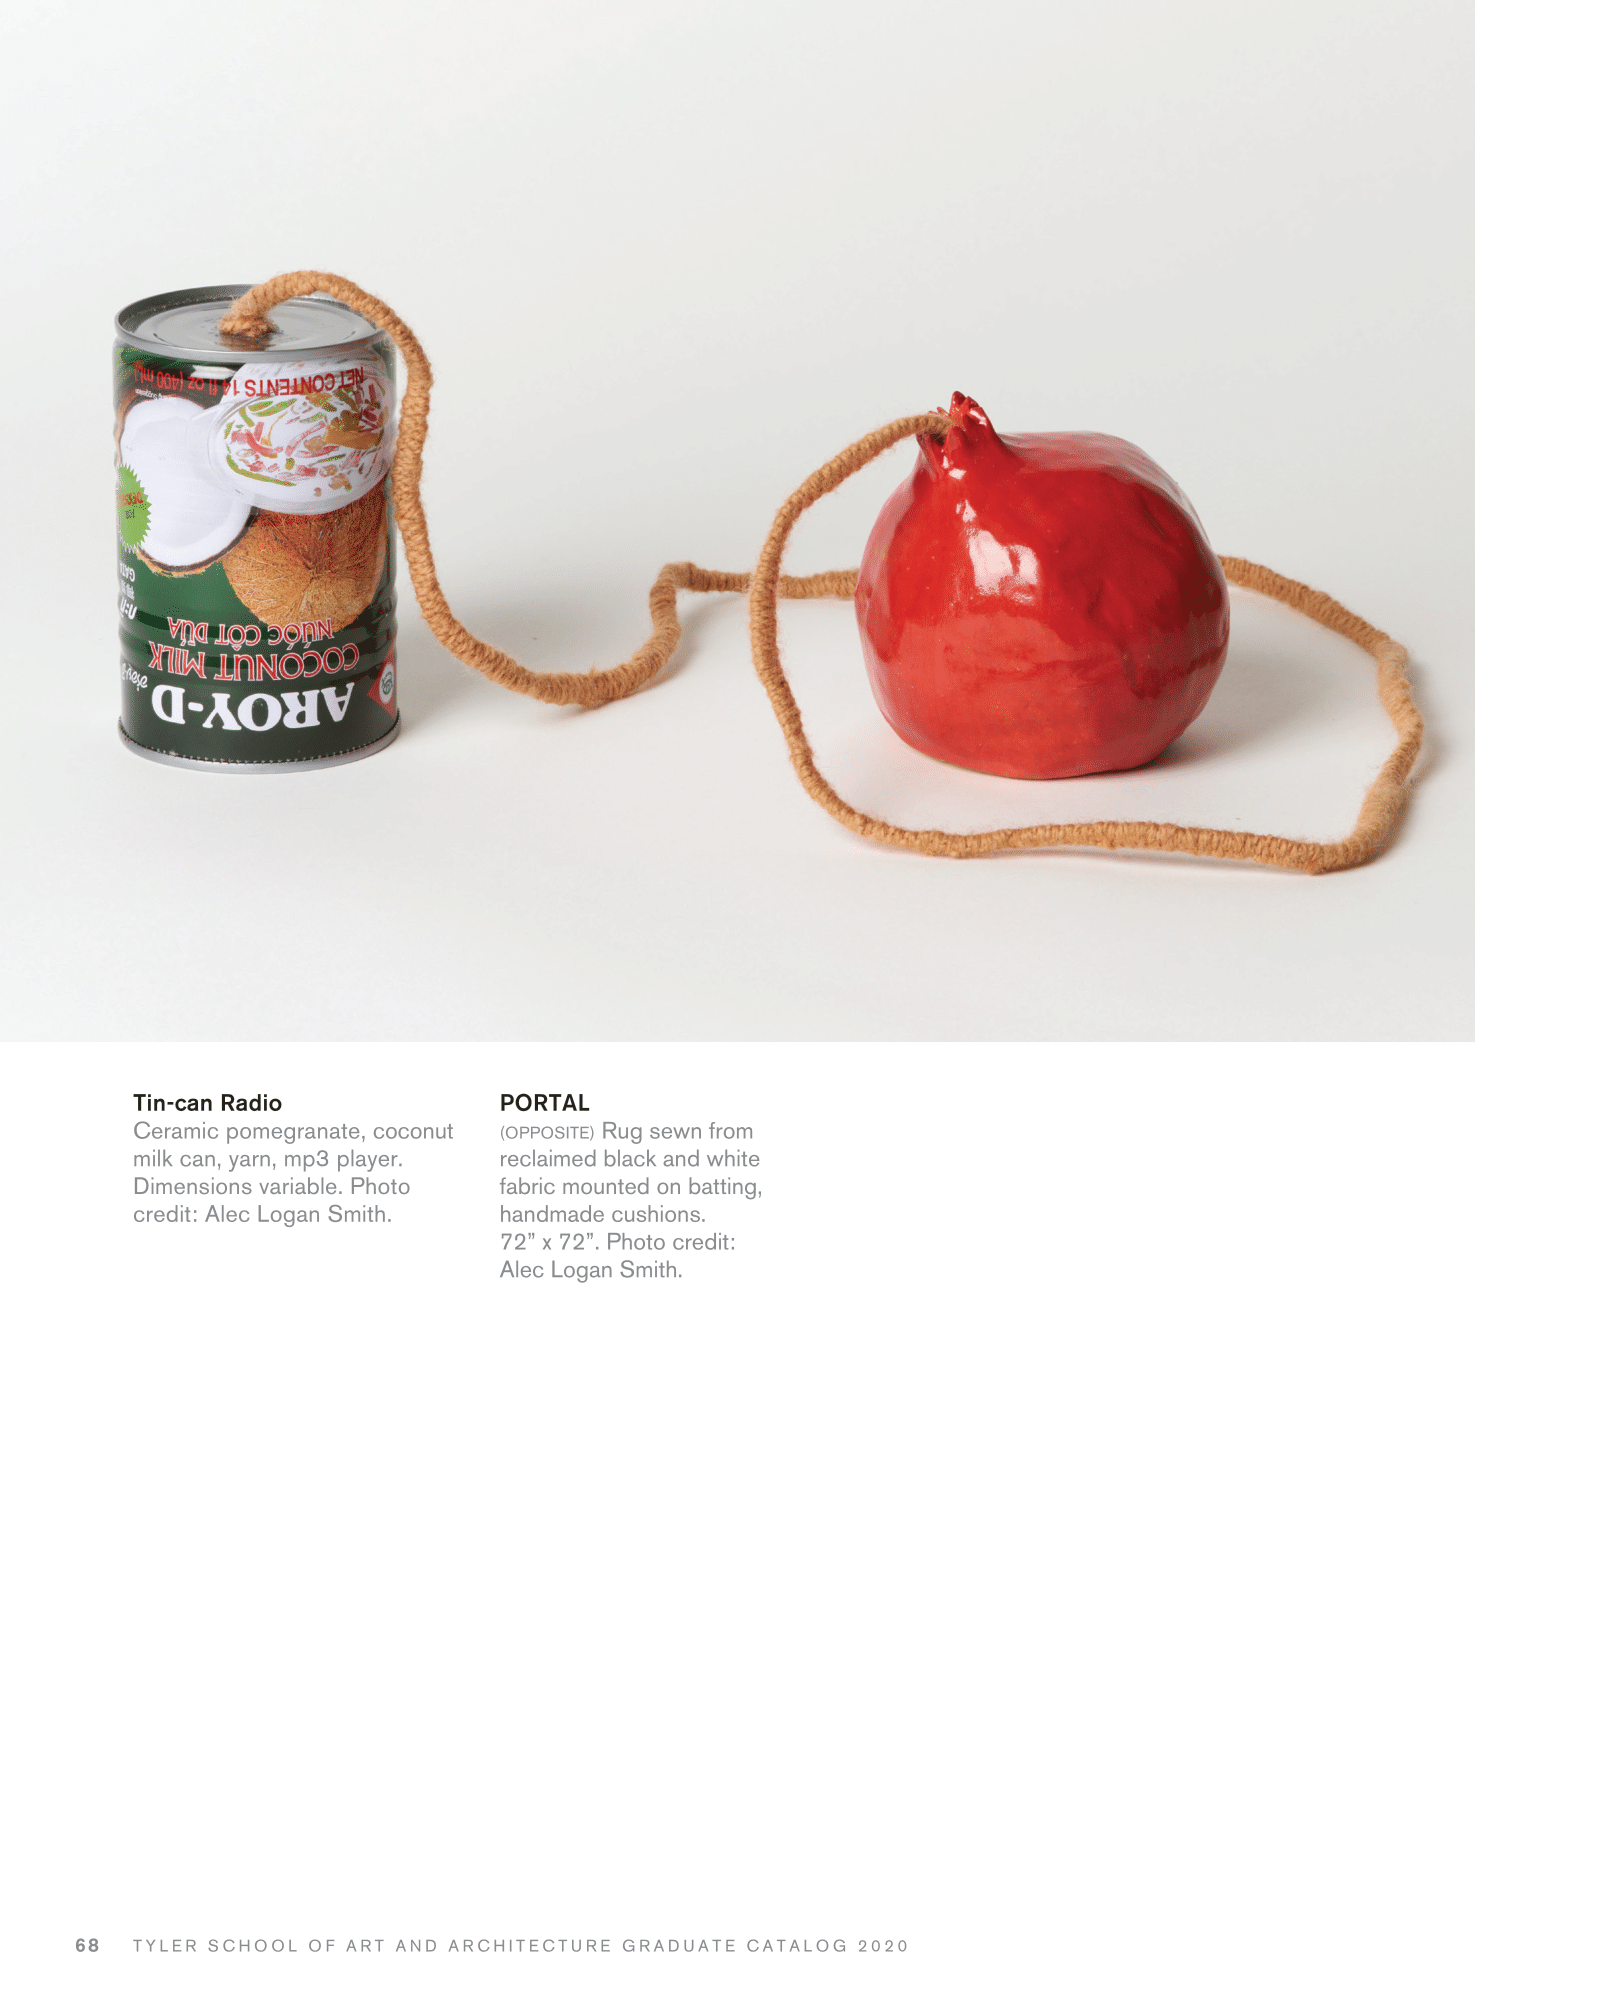 NET CONTENTS 14 fl oz (400 mL)
GATA
NƯỚC CỐT DỪA
COCONUT MILK
AROY-D
Tin-can Radio
Ceramic pomegranate, coconut
milk can, yarn, mp3 player.
Dimensions variable. Photo
credit: Alec Logan Smith.
PORTAL
(OPPOSITE) Rug sewn from
reclaimed black and white
fabric mounted on batting,
handmade cushions.
72” x 72”. Photo credit:
Alec Logan Smith.
68 TYLER SCHOOL OF ART AND ARCHITECTURE GRADUATE CATALOG 2020